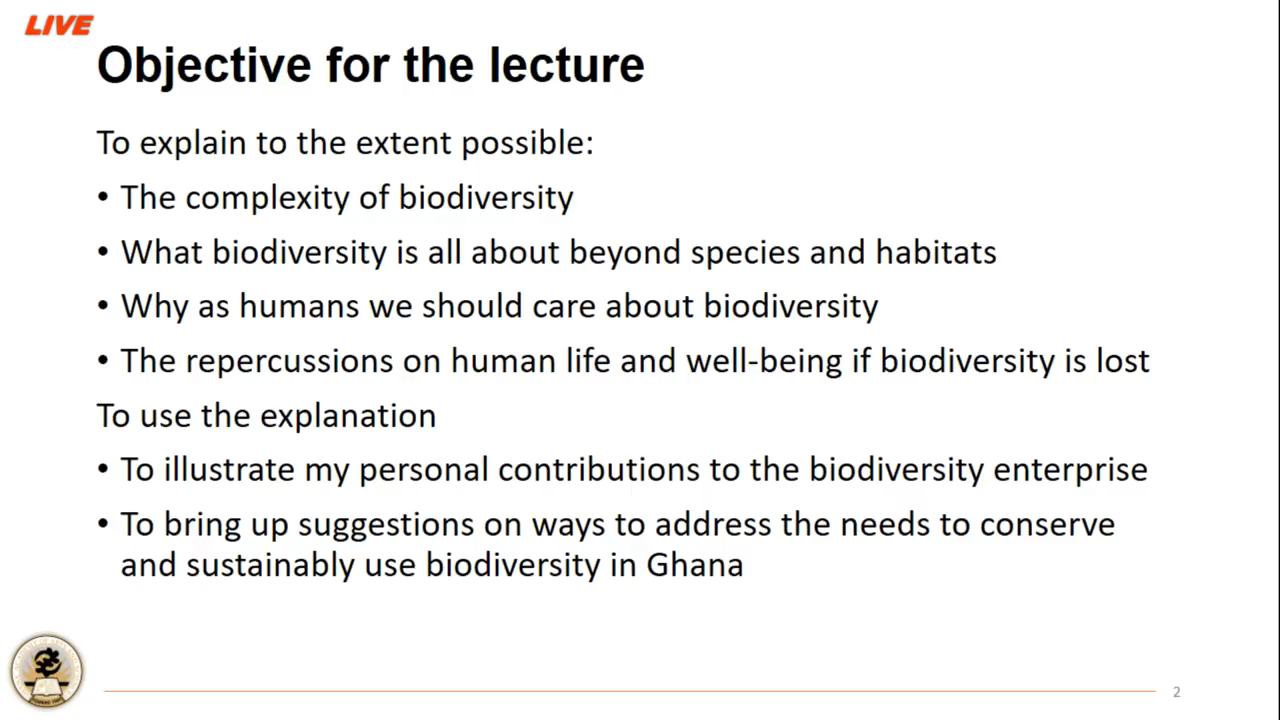 LIVE
Objective for the lecture
To explain to the extent possible:
• The complexity of biodiversity
• What biodiversity is all about beyond species and habitats
• Why as humans we should care about biodiversity
• The repercussions on human life and well-being if biodiversity is lost
To use the explanation
• To illustrate my personal contributions to the biodiversity enterprise
• To bring up suggestions on ways to address the needs to conserve
and sustainably use biodiversity in Ghana
2